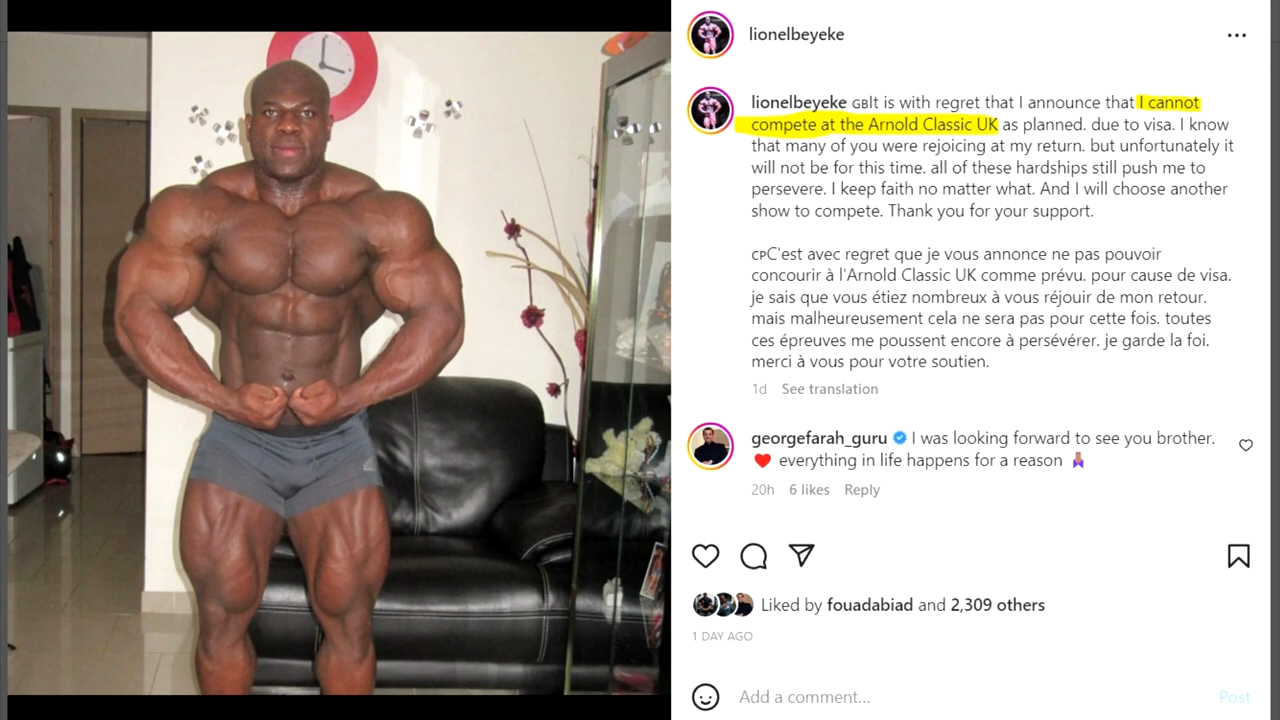 lionelbeyeke
lionelbeyeke GBIt is with regret that I announce that I cannot
compete at the Arnold Classic UK as planned. due to visa. I know
that many of you were rejoicing at my return. but unfortunately it
will not be for this time. all of these hardships still push me to
persevere. I keep faith no matter what. And I will choose another
show to compete. Thank you for your support.
CPC'est avec regret que je vous annonce ne pas pouvoir
concourir à l'Arnold Classic UK comme prévu. pour cause de visa.
je sais que vous étiez nombreux à vous réjouir de mon retour.
mais malheureusement cela ne sera pas pour cette fois. toutes
ces épreuves me poussent encore à persévérer. je garde la foi.
merci à vous pour votre soutien.
1d See translation
georgefarah_guru I was looking forward to see you brother.
❤️ everything in life happens for a reason 🙏🏽
20h 6 likes Reply
Liked by fouadabiad and 2,309 others
1 DAY AGO
Add a comment... Post